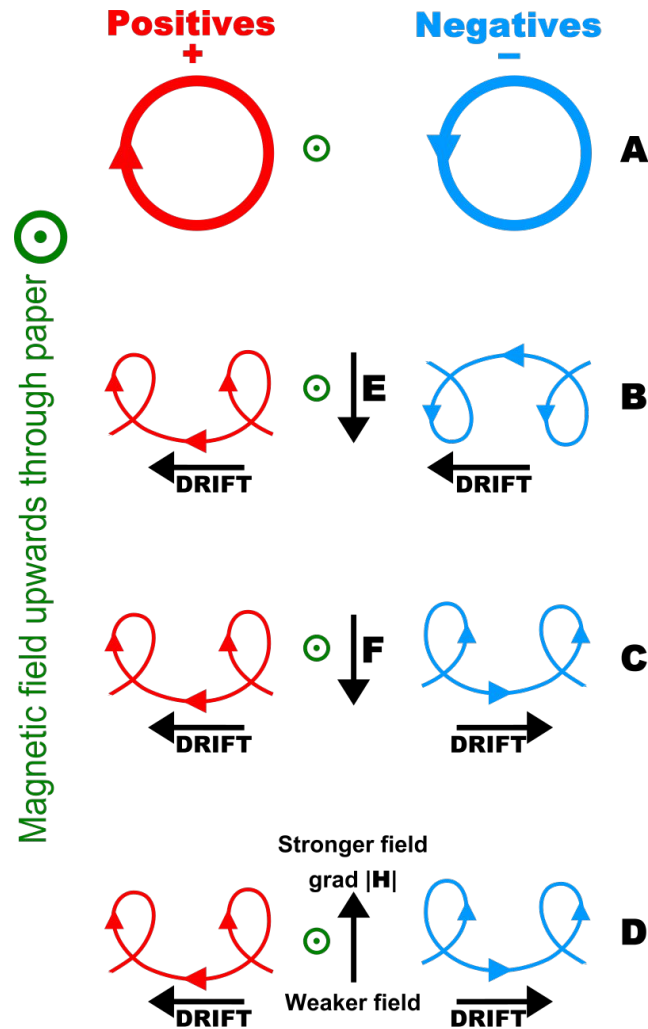 Positives
+
Negatives
−
A
Magnetic field upwards through paper
E
B
DRIFT
DRIFT
F
C
DRIFT
DRIFT
Stronger field
grad |H|
D
Weaker field
DRIFT
DRIFT